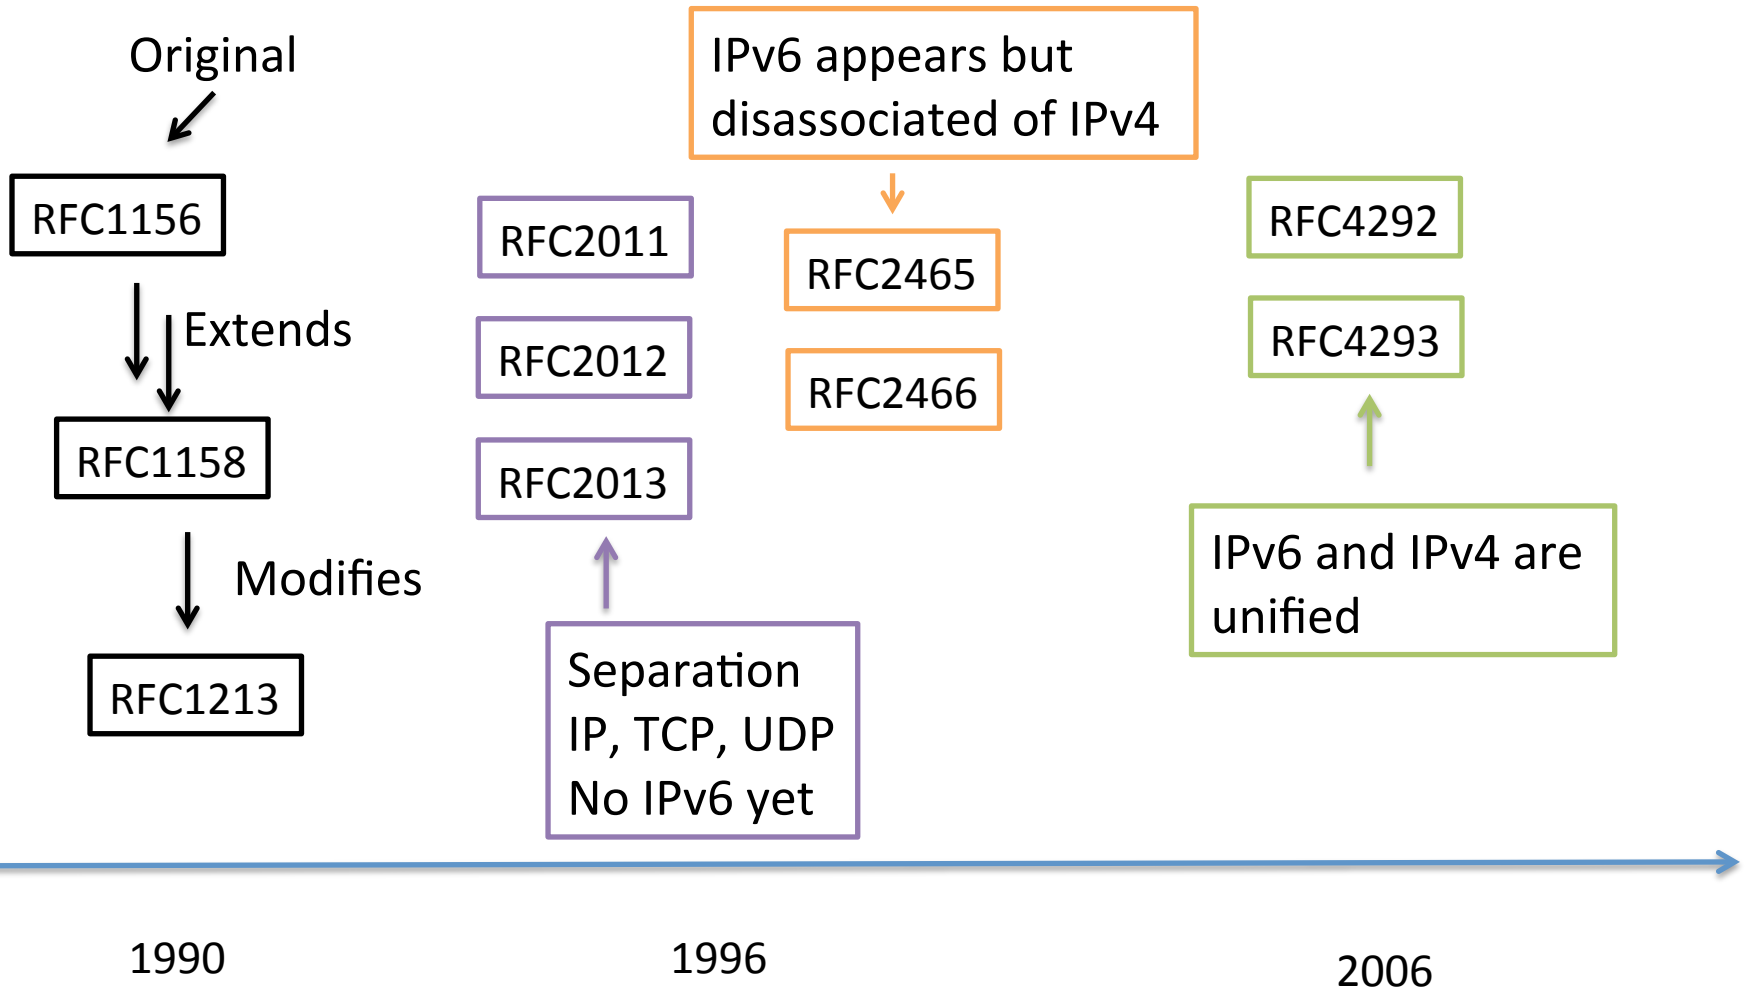 Original
RFC1156
Extends
RFC1158
Modifies
RFC1213
RFC2011
RFC2012
RFC2013
Separation
IP, TCP, UDP
No IPv6 yet
IPv6 appears but
disassociated of IPv4
RFC2465
RFC2466
RFC4292
RFC4293
IPv6 and IPv4 are
unified
1990
1996
2006